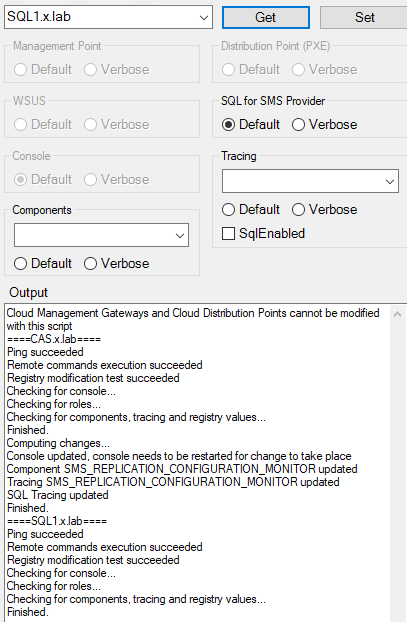 SQL1.x.lab Get Set
Management Point Distribution Point (PXE)
Default Verbose Default Verbose
WSUS SQL for SMS Provider
Default Verbose Default Verbose
Console Tracing
Default Verbose
Components Default Verbose
SqlEnabled
Default Verbose
Output
Cloud Management Gateways and Cloud Distribution Points cannot be modified
with this script
====CAS.x.lab====
Ping succeeded
Remote commands execution succeeded
Registry modification test succeeded
Checking for console...
Checking for roles...
Checking for components, tracing and registry values...
Finished.
Computing changes...
Console updated, console needs to be restarted for change to take place
Component SMS_REPLICATION_CONFIGURATION_MONITOR updated
Tracing SMS_REPLICATION_CONFIGURATION_MONITOR updated
SQL Tracing updated
Finished.
====SQL1.x.lab====
Ping succeeded
Remote commands execution succeeded
Registry modification test succeeded
Checking for console...
Checking for roles...
Checking for components, tracing and registry values...
Finished.